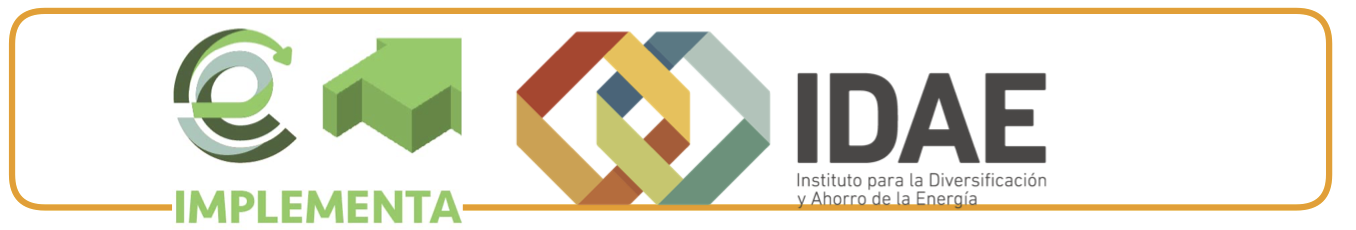 IMPLEMENTA
IDAE
Instituto para la Diversificación
y Ahorro de la Energía